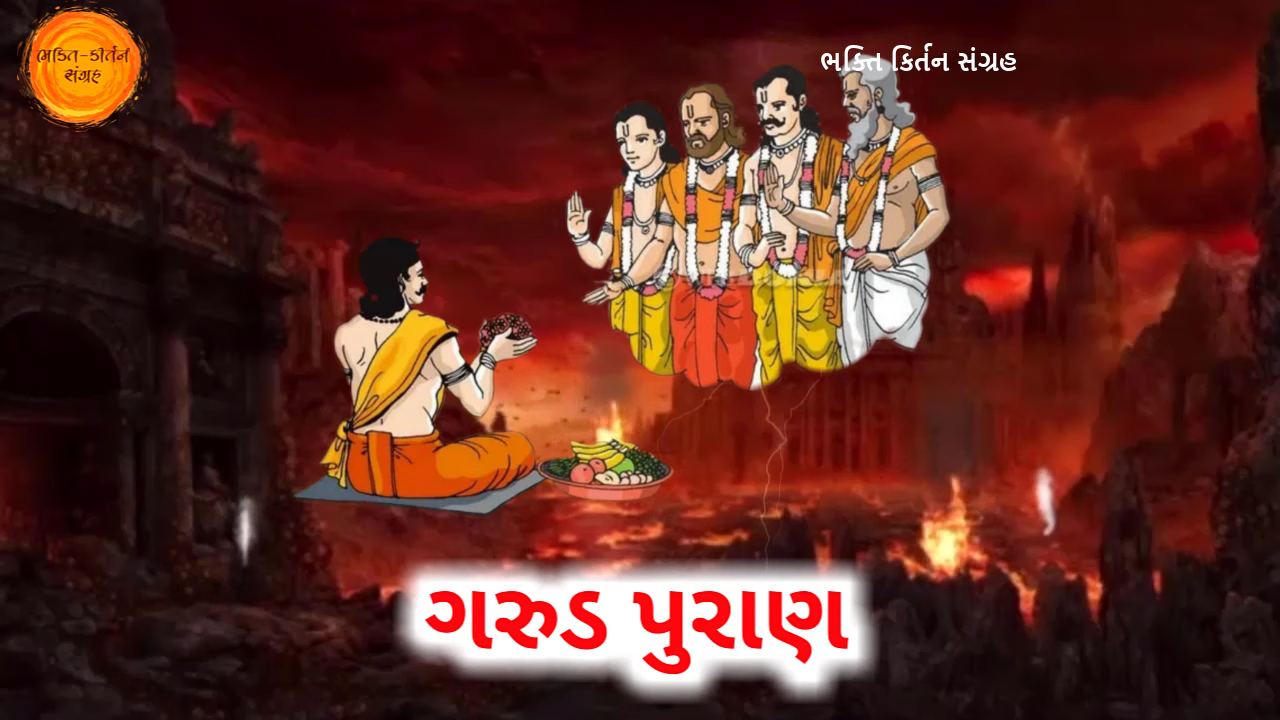 ભક્તિ-કીર્તન
સંગ્રહ
ભક્તિ કિર્તન સંગ્રહ
ગરુડ પુરાણ